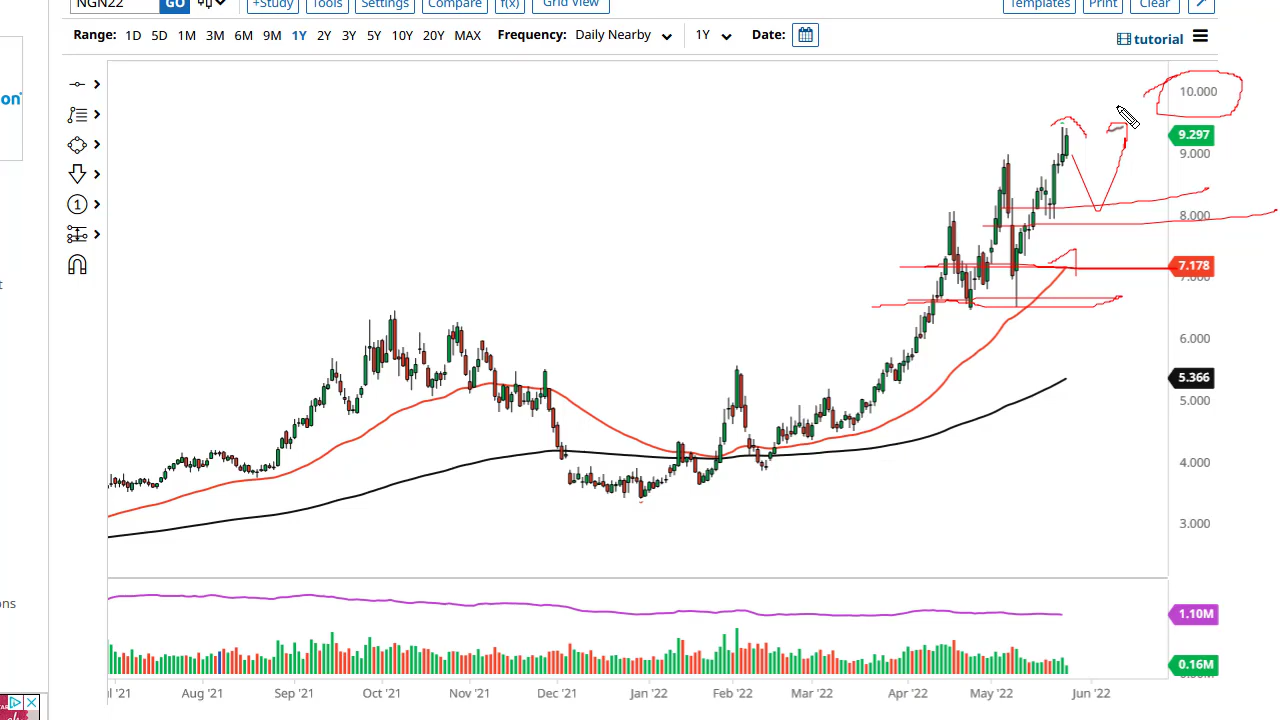 NGN22 GO +Study Tools Settings Compare f(x) Grid View Templates Print Clear
Range: 1D 5D 1M 3M 6M 9M 1Y 2Y 3Y 5Y 10Y 20Y MAX Frequency: Daily Nearby 1Y Date:
tutorial
10.000
9.297
9.000
8.000
7.178
6.000
5.366
5.000
4.000
3.000
1.10M
0.16M
Aug '21 Sep '21 Oct '21 Nov '21 Dec '21 Jan '22 Feb '22 Mar '22 Apr '22 May '22 Jun '22
1
on
t
ons